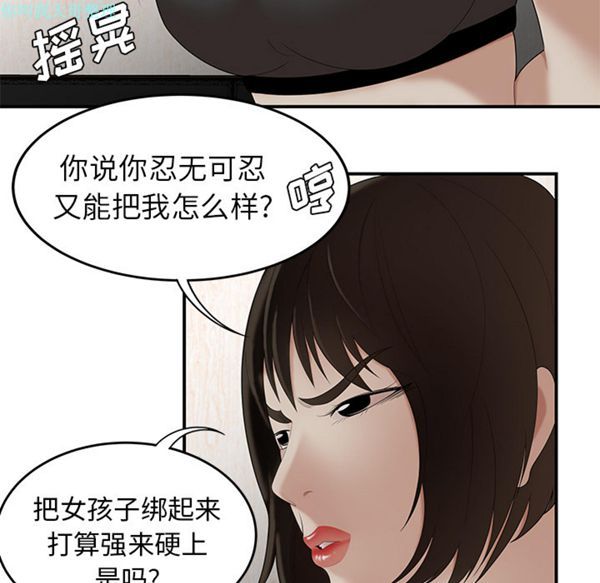 摇晃
你说你忍无可忍
又能把我怎么样?
哼
把女孩子绑起来
打算强来硬上
是吗?